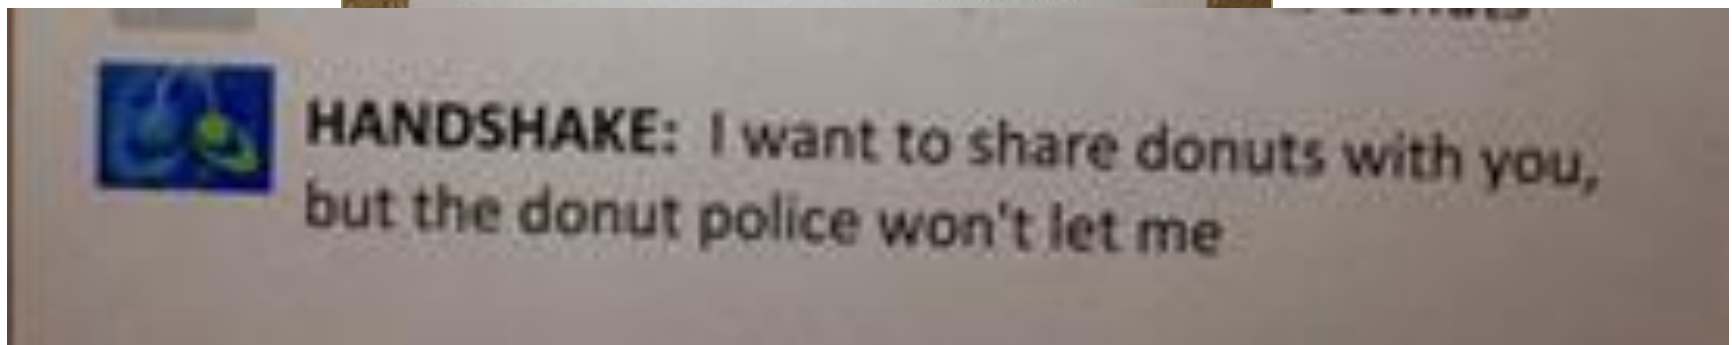 HANDSHAKE: I want to share donuts with you,
but the donut police won't let me